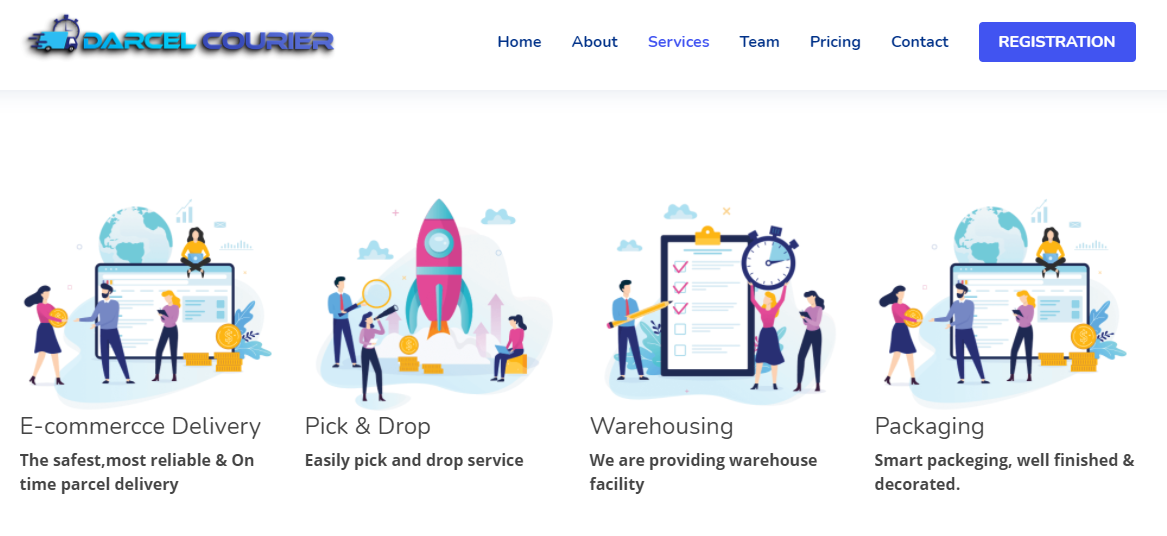 DARCEL COURIER
Home About Services Team Pricing Contact REGISTRATION
E-commercce Delivery
The safest,most reliable & On
time parcel delivery
Pick & Drop
Easily pick and drop service
Warehousing
We are providing warehouse
facility
Packaging
Smart packeging, well finished &
decorated.